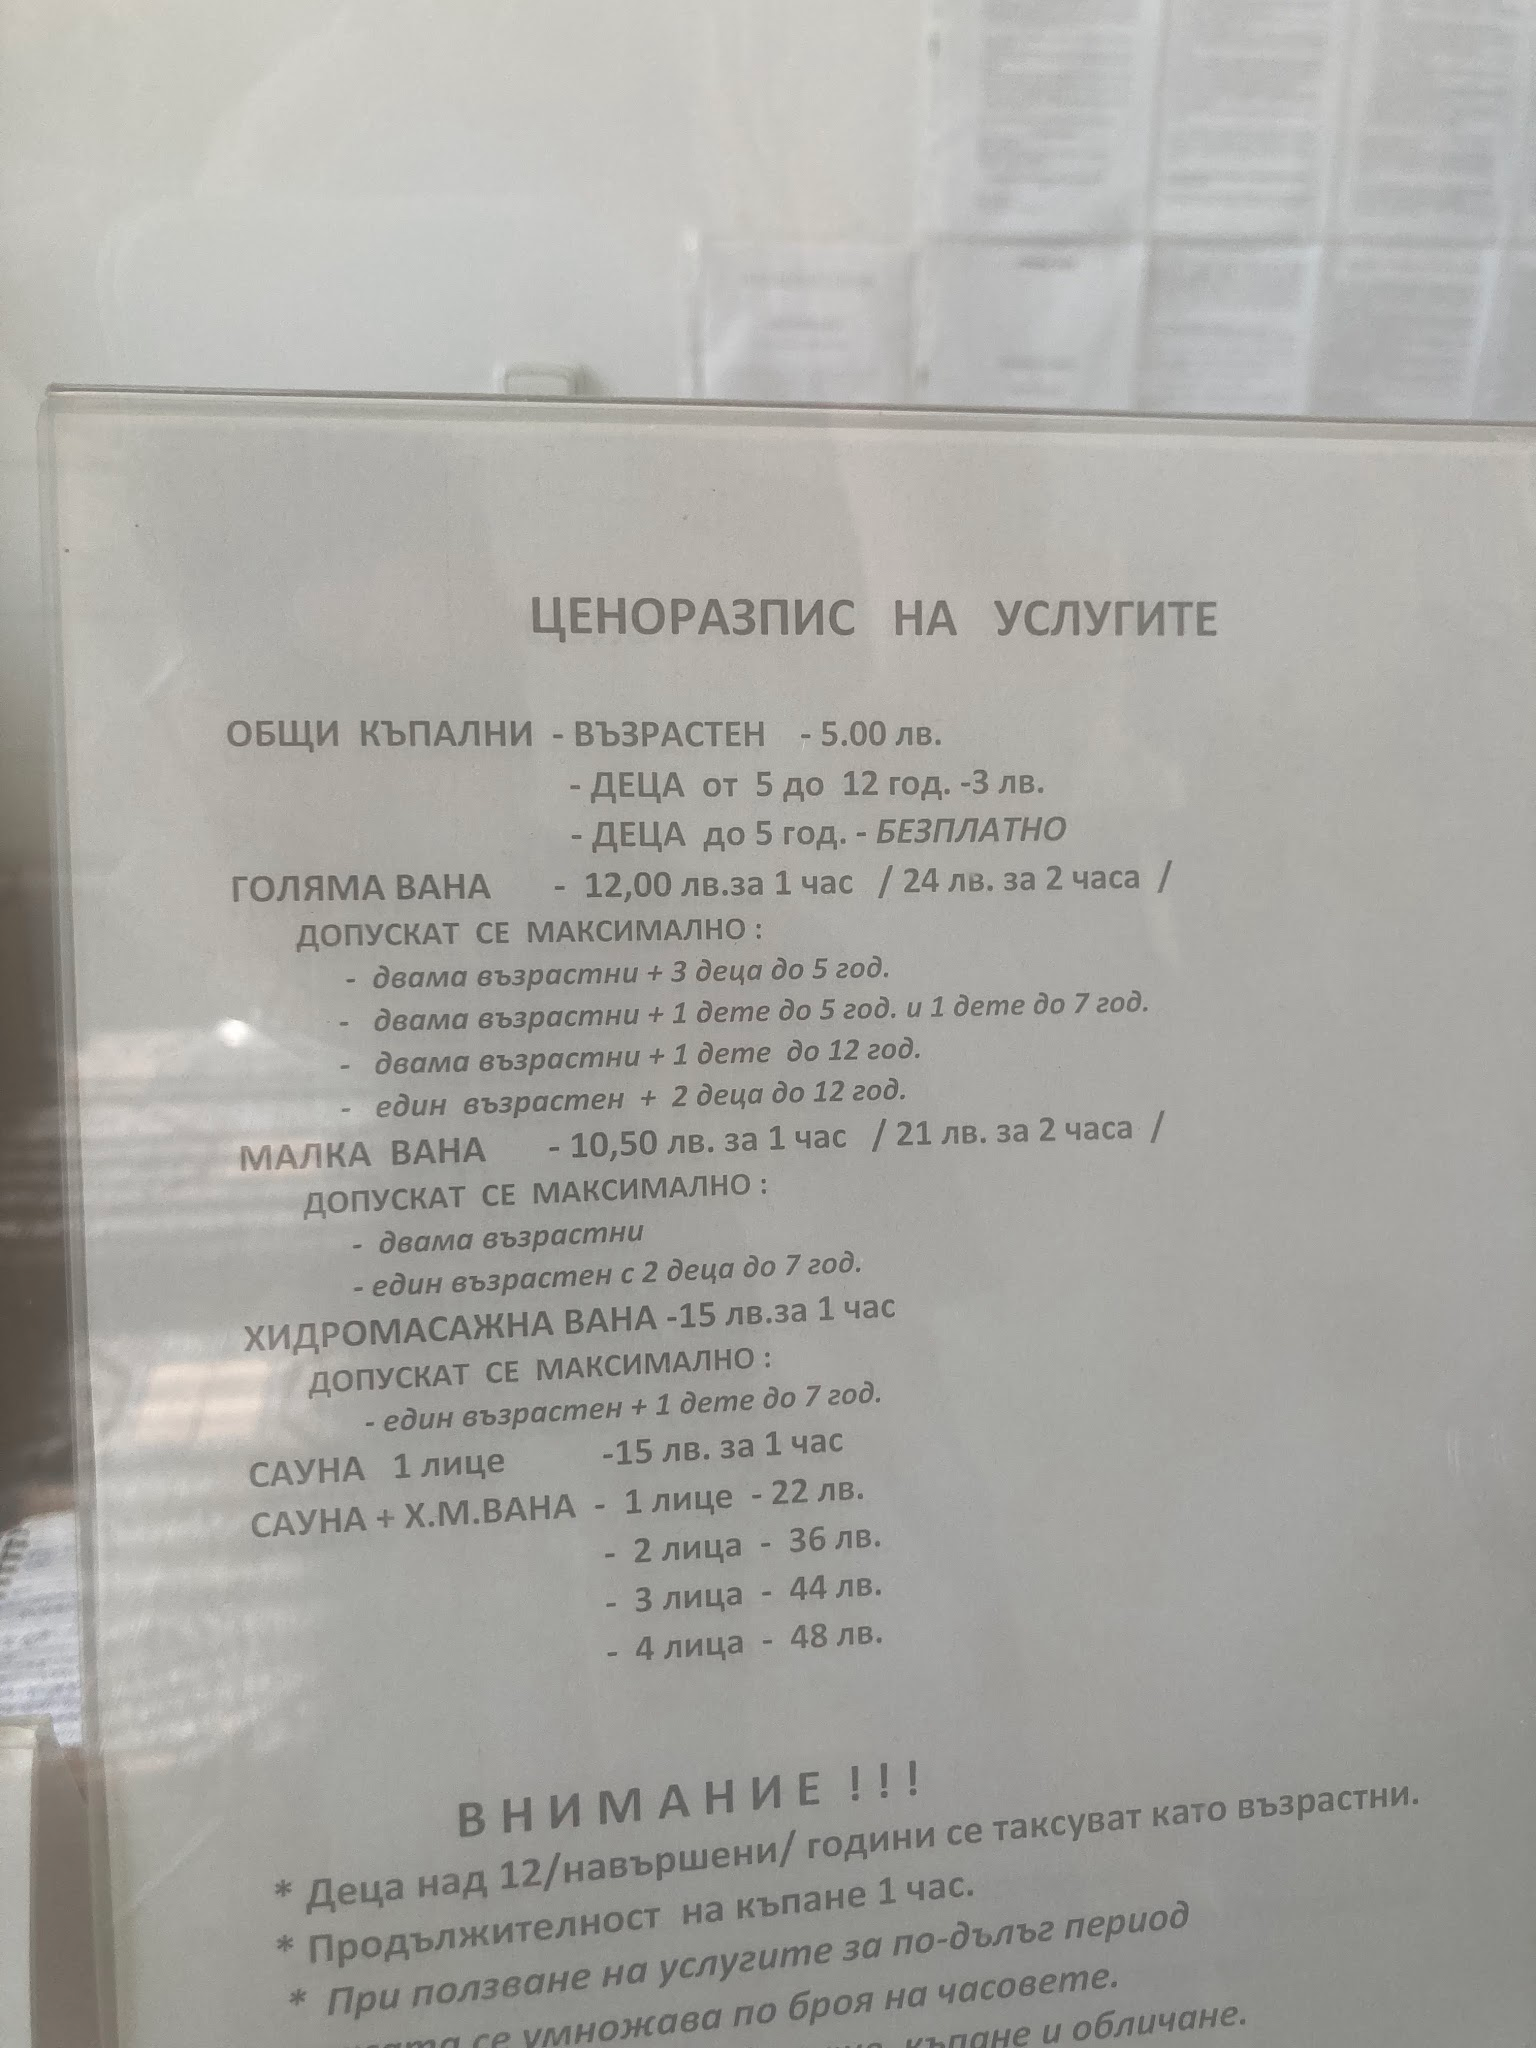 ЦЕНОРАЗПИС НА УСЛУГИТЕ
ОБЩИ КЪПАЛНИ - ВЪЗРАСТЕН - 5.00 лв.
- ДЕЦА от 5 до 12 год. -3 лв.
- ДЕЦА до 5 год. - БЕЗПЛАТНО
ГОЛЯМА ВАНА - 12,00 лв.за 1 час / 24 лв. за 2 часа /
ДОПУСКАТ СЕ МАКСИМАЛНО :
- двама възрастни + 3 деца до 5 год.
- двама възрастни + 1 дете до 5 год. и 1 дете до 7 год.
- двама възрастни + 1 дете до 12 год.
- един възрастен + 2 деца до 12 год.
МАЛКА ВАНА - 10,50 лв. за 1 час / 21 лв. за 2 часа /
ДОПУСКАТ СЕ МАКСИМАЛНО :
- двама възрастни
- един възрастен с 2 деца до 7 год.
ХИДРОМАСАЖНА ВАНА -15 лв.за 1 час
ДОПУСКАТ СЕ МАКСИМАЛНО :
- един възрастен + 1 дете до 7 год.
САУНА 1 лице -15 лв. за 1 час
САУНА + Х.М.ВАНА - 1 лице - 22 лв.
- 2 лица - 36 лв.
- 3 лица - 44 лв.
- 4 лица - 48 лв.
ВНИМАНИЕ !!!
* Деца над 12/навършени/ години се таксуват като възрастни.
* Продължителност на къпане 1 час.
* При ползване на услугите за по-дълъг период
се умножава по броя на часовете.
къпане и обличане.